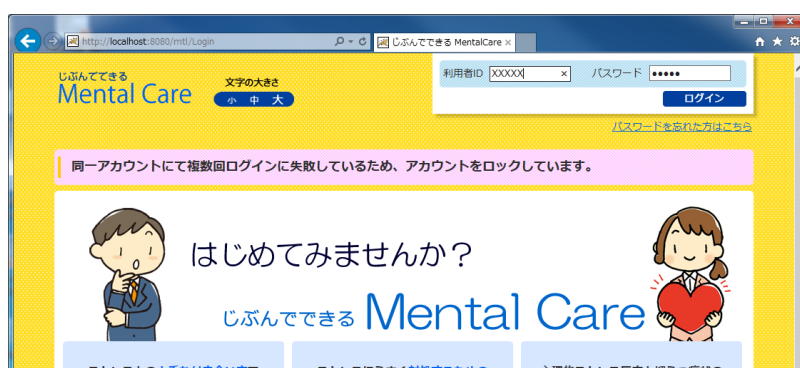 http://localhost:8080/mtl/Login
じぶんでできる MentalCare
じぶんでできる
Mental Care
文字の大きさ
小 中 大
利用者ID XXXXX
パスワード
ログイン
パスワードを忘れた方はこちら
同一アカウントにて複数回ログインに失敗しているため、アカウントをロックしています。
はじめてみませんか？
じぶんでできる Mental Care